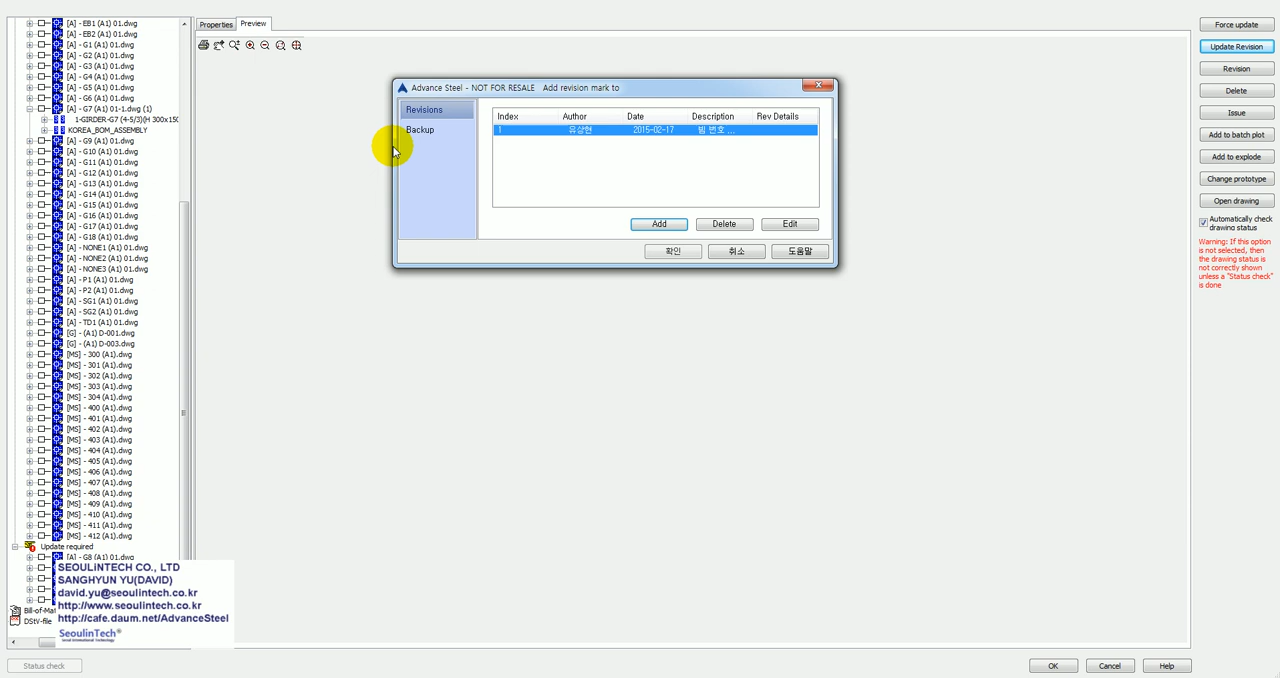 [A] - EB1 (A1) 01.dwg
[A] - EB2 (A1) 01.dwg
[A] - G1 (A1) 01.dwg
[A] - G2 (A1) 01.dwg
[A] - G3 (A1) 01.dwg
[A] - G4 (A1) 01.dwg
[A] - G5 (A1) 01.dwg
[A] - G6 (A1) 01.dwg
[A] - G7 (A1) 01-1.dwg (1)
1-GIRDER-G7 (4-5/3)(H 300x150
KOREA_BOM_ASSEMBLY
[A] - G9 (A1) 01.dwg
[A] - G10 (A1) 01.dwg
[A] - G11 (A1) 01.dwg
[A] - G12 (A1) 01.dwg
[A] - G13 (A1) 01.dwg
[A] - G14 (A1) 01.dwg
[A] - G15 (A1) 01.dwg
[A] - G16 (A1) 01.dwg
[A] - G17 (A1) 01.dwg
[A] - G18 (A1) 01.dwg
[A] - NONE1 (A1) 01.dwg
[A] - NONE2 (A1) 01.dwg
[A] - NONE3 (A1) 01.dwg
[A] - P1 (A1) 01.dwg
[A] - P2 (A1) 01.dwg
[A] - SG1 (A1) 01.dwg
[A] - SG2 (A1) 01.dwg
[A] - TD1 (A1) 01.dwg
[G] - (A1) D-001.dwg
[G] - (A1) D-003.dwg
[MS] - 300 (A1).dwg
[MS] - 301 (A1).dwg
[MS] - 302 (A1).dwg
[MS] - 303 (A1).dwg
[MS] - 304 (A1).dwg
[MS] - 400 (A1).dwg
[MS] - 401 (A1).dwg
[MS] - 402 (A1).dwg
[MS] - 403 (A1).dwg
[MS] - 404 (A1).dwg
[MS] - 405 (A1).dwg
[MS] - 406 (A1).dwg
[MS] - 407 (A1).dwg
[MS] - 408 (A1).dwg
[MS] - 409 (A1).dwg
[MS] - 410 (A1).dwg
[MS] - 411 (A1).dwg
[MS] - 412 (A1).dwg
Update required
[A] - G8 (A1) 01.dwg
Bill-of-Mat
DStV-file
SEOULiNTECH CO., LTD
SANGHYUN YU(DAVID)
david.yu@seoulintech.co.kr
http://www.seoulintech.co.kr
http://cafe.daum.net/AdvanceSteel
SeoulinTech®
Status check
Properties Preview
Advance Steel - NOT FOR RESALE Add revision mark to
Revisions
Backup
Index Author Date Description Rev Details
1 유상현 2015-02-17 빔 번호 ...
Add Delete Edit
확인 취소 도움말
Force update
Update Revision
Revision
Delete
Issue
Add to batch plot
Add to explode
Change prototype
Open drawing
Automatically check
drawing status
Warning: If this option
is not selected, then
the drawing status is
not correctly shown
unless a "Status check"
is done
OK Cancel Help